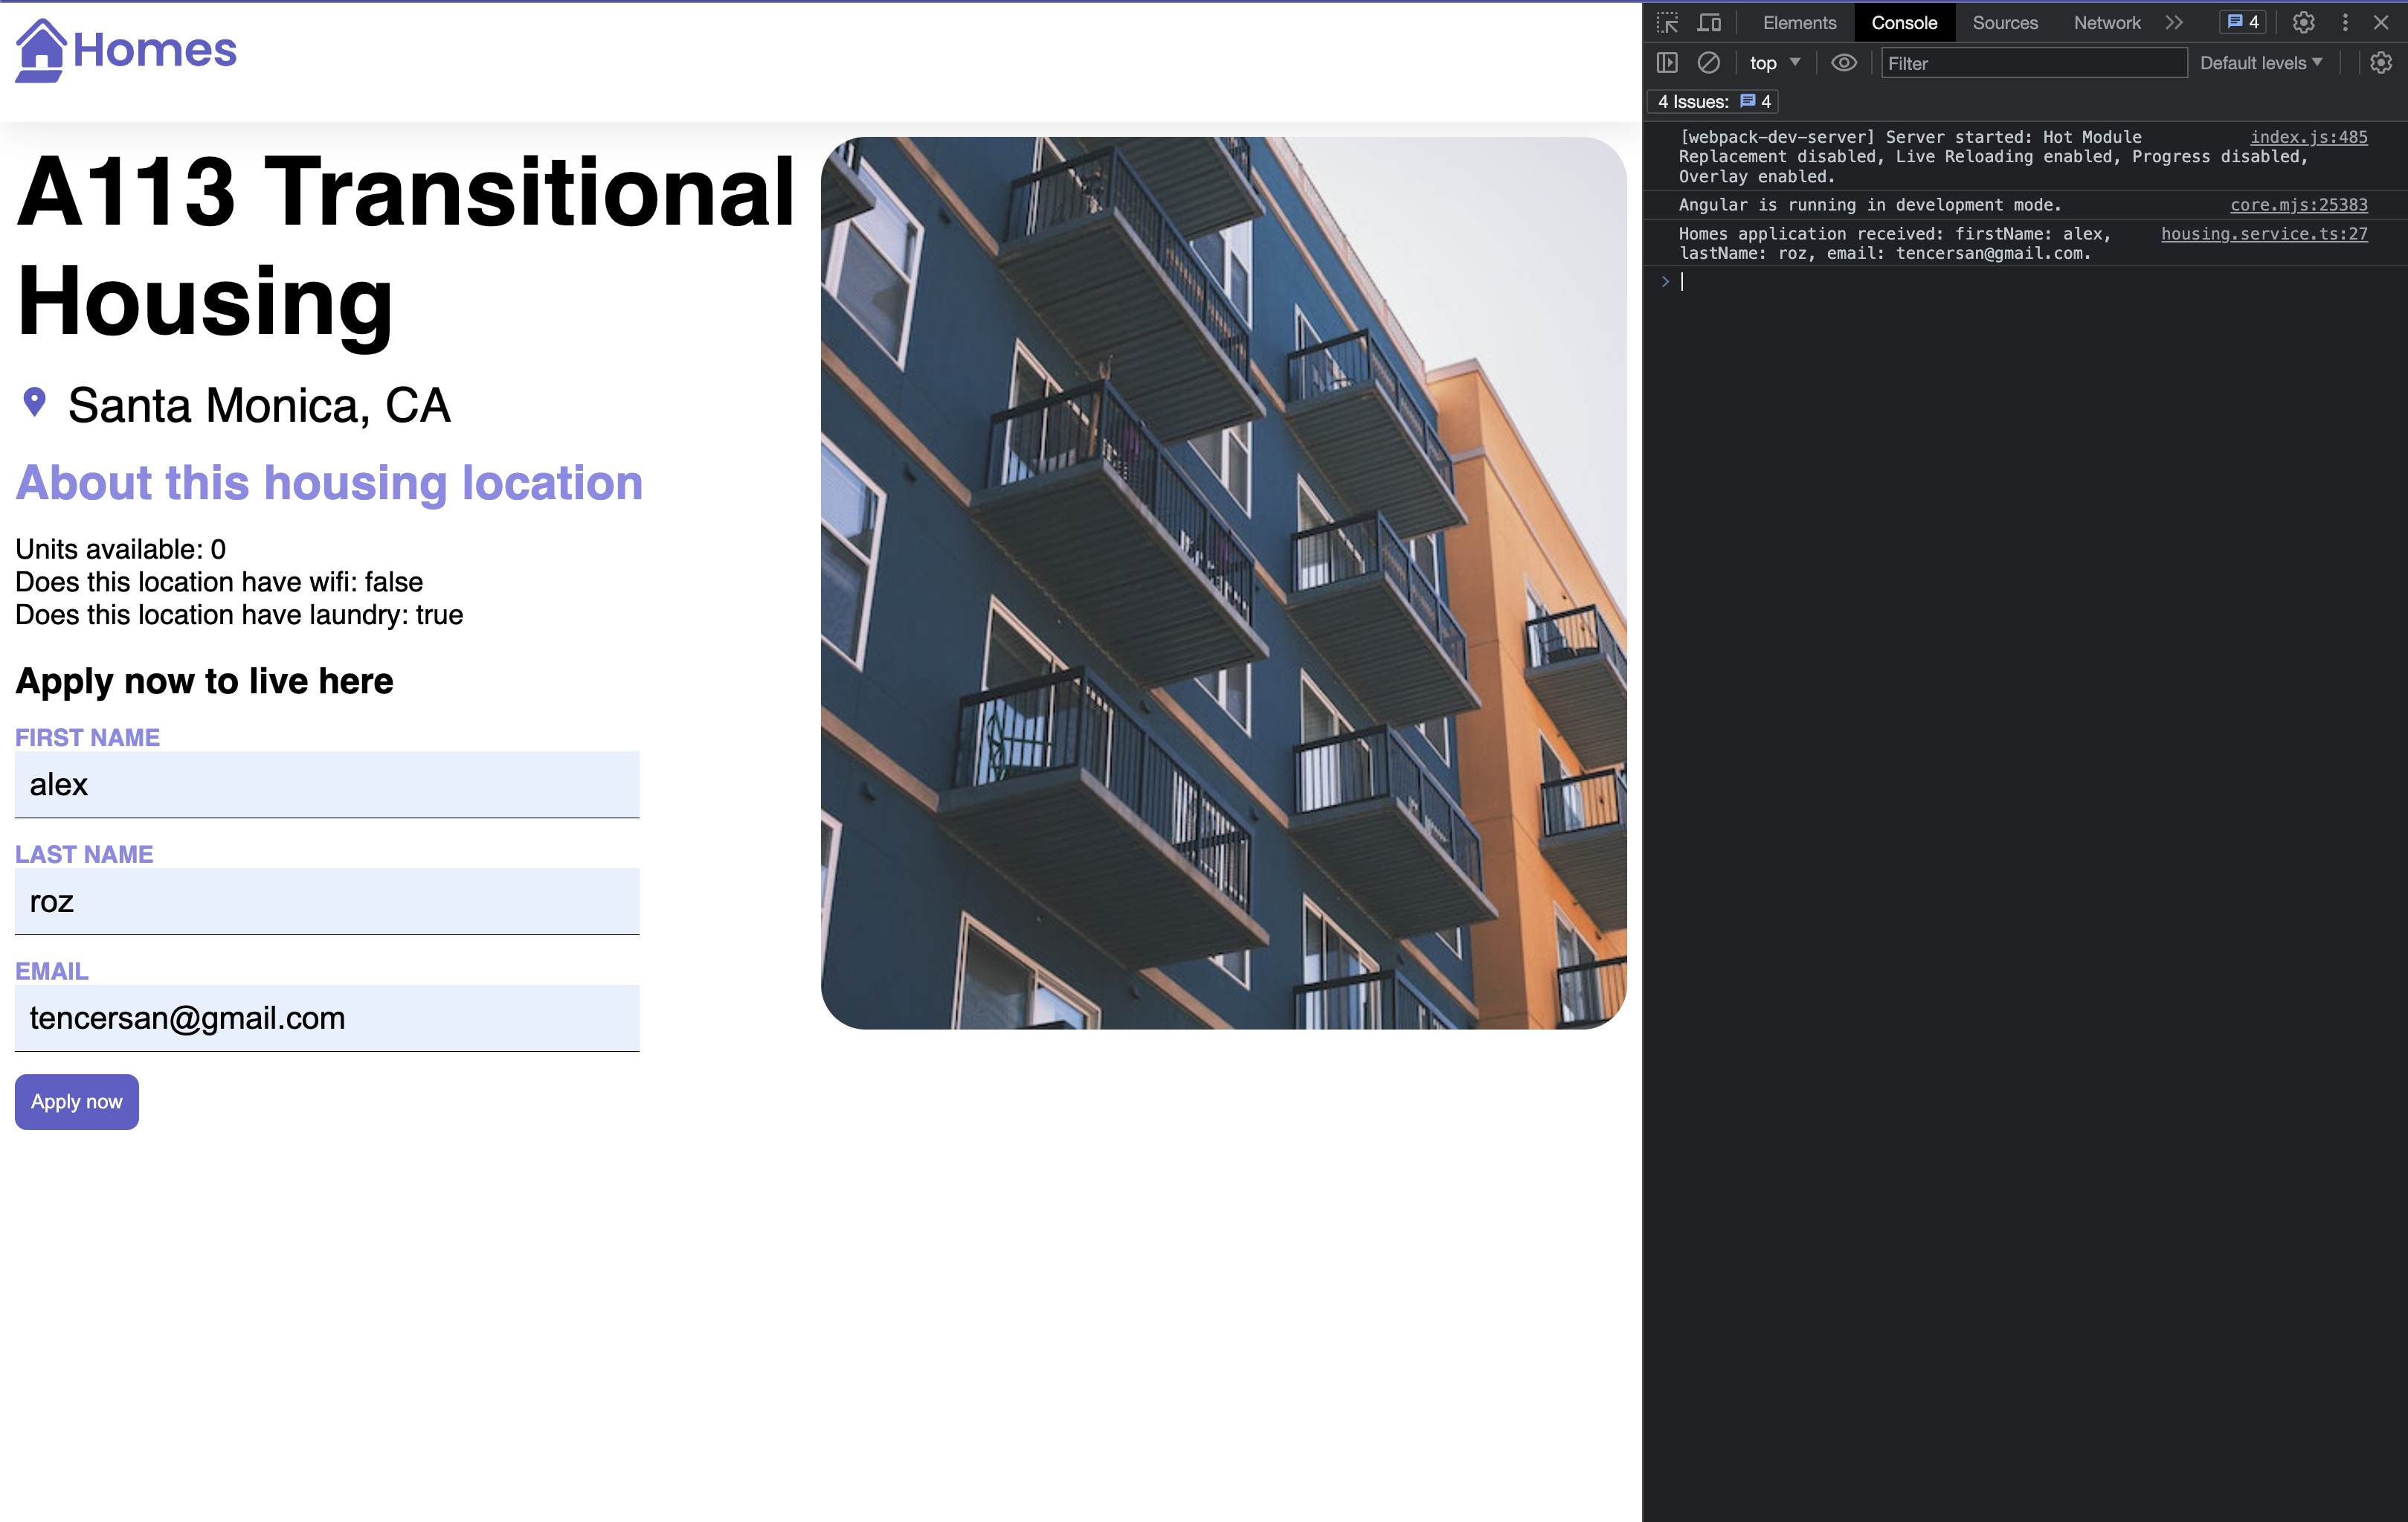 Homes
A113 Transitional
Housing
Santa Monica, CA
About this housing location
Units available: 0
Does this location have wifi: false
Does this location have laundry: true
Apply now to live here
FIRST NAME
alex
LAST NAME
roz
EMAIL
tencersan@gmail.com
Apply now
Elements Console Sources Network 4
top Filter Default levels
4 Issues: 4
[webpack-dev-server] Server started: Hot Module index.js:485
Replacement disabled, Live Reloading enabled, Progress disabled,
Overlay enabled.
Angular is running in development mode. core.mjs:25383
Homes application received: firstName: alex, housing.service.ts:27
lastName: roz, email: tencersan@gmail.com.